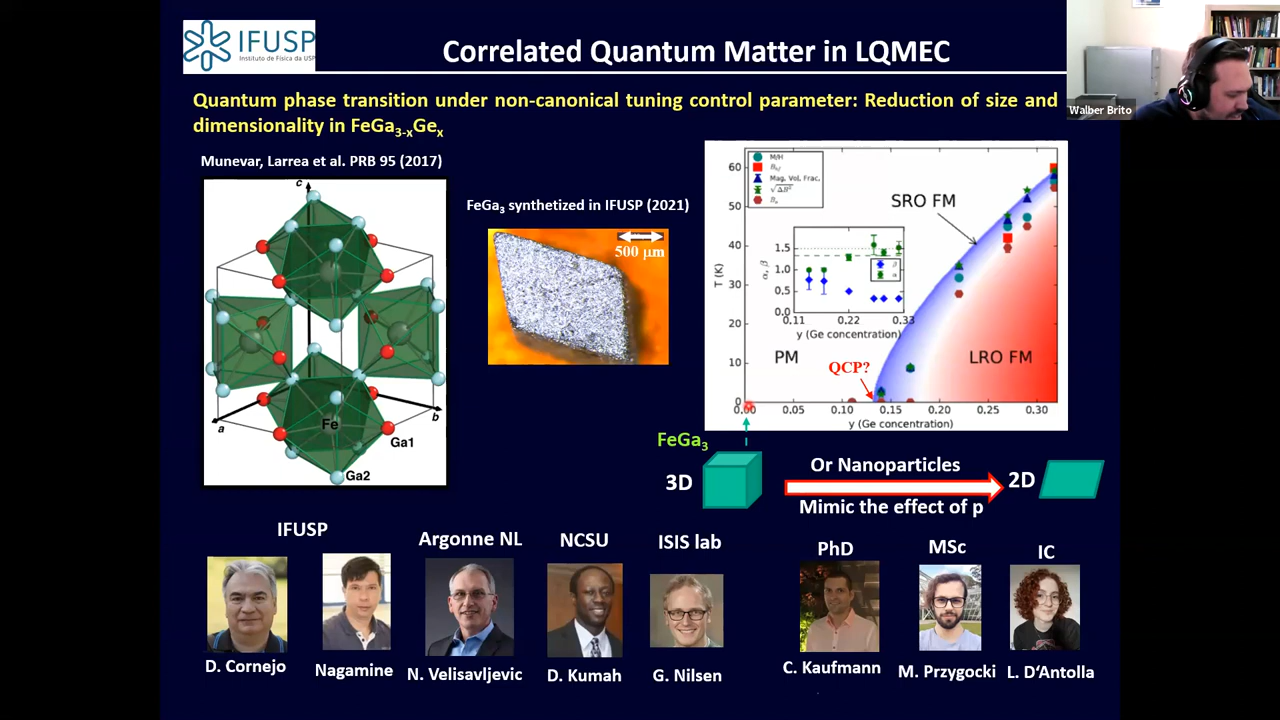 IFUSP
Instituto de Física da USP
Correlated Quantum Matter in LQMEC
Walber Brito
Quantum phase transition under non-canonical tuning control parameter: Reduction of size and
dimensionality in FeGa3-xGex
Munevar, Larrea et al. PRB 95 (2017)
c
a
b
Fe
Ga1
Ga2
FeGa3 synthetized in IFUSP (2021)
500 µm
M/H
Bhf
Mag. Vol. Frac.
T (K)
60
50
40
30
20
10
0
0.00
0.05
0.10
0.15
0.20
0.25
0.30
y (Ge concentration)
SRO FM
LRO FM
PM
QCP?
α, β
1.5
1.0
0.5
0.0
0.11
0.22
0.33
y (Ge concentration)
β
α
FeGa3
3D
Or Nanoparticles
Mimic the effect of p
2D
IFUSP
Argonne NL
NCSU
ISIS lab
PhD
MSc
IC
D. Cornejo
Nagamine
N. Velisavljevic
D. Kumah
G. Nilsen
C. Kaufmann
M. Przygocki
L. D'Antolla